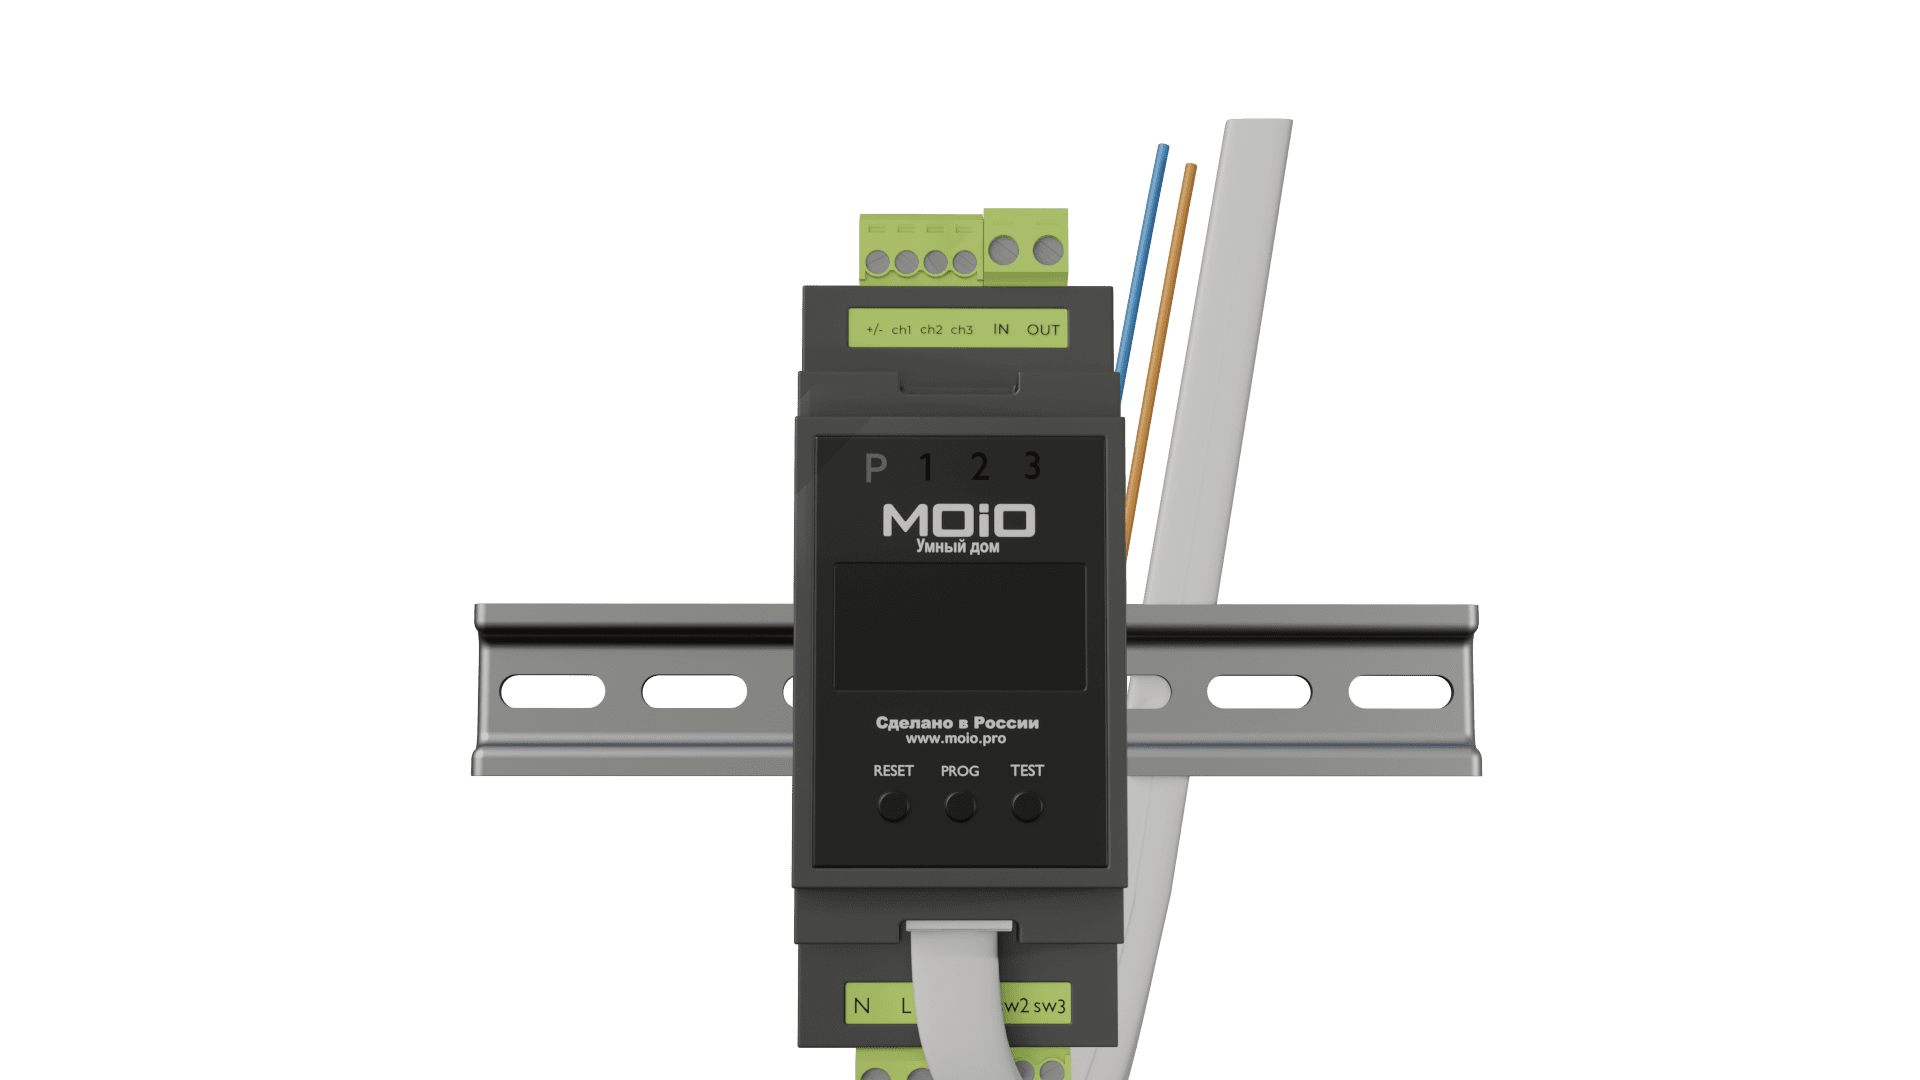 +/- ch1 ch2 ch3 IN OUT
P 1 2 3
MOiO
Умный дом
Сделано в России
www.moio.pro
RESET PROG TEST
N L sw3